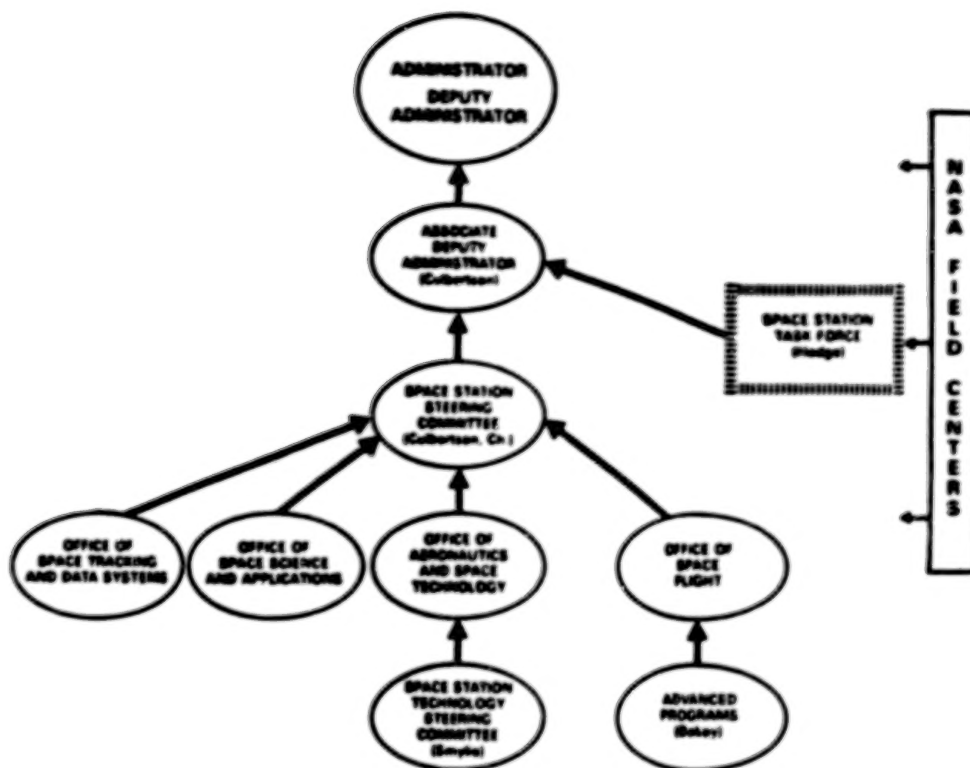 ADMINISTRATOR
DEPUTY
ADMINISTRATOR
ASSOCIATE
DEPUTY
ADMINISTRATOR
(Culbertson)
SPACE STATION
TASK FORCE
(Hodge)
NASA FIELD CENTERS
SPACE STATION
STEERING
COMMITTEE
(Culbertson, Ch.)
OFFICE OF
SPACE TRACKING
AND DATA SYSTEMS
OFFICE OF
SPACE SCIENCE
AND APPLICATIONS
OFFICE OF
AERONAUTICS
AND SPACE
TECHNOLOGY
OFFICE OF
SPACE
FLIGHT
SPACE STATION
TECHNOLOGY
STEERING
COMMITTEE
ADVANCED
PROGRAMS